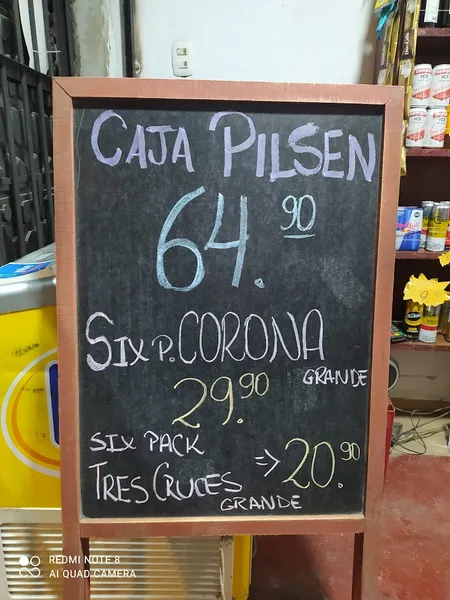 CAJA PILSEN
64.90
SIX P. CORONA
GRANDE
29.90
SIX PACK
TRES CRUCES => 20.90
GRANDE
9
REDMI NOTE 8
AI QUAD CAMERA